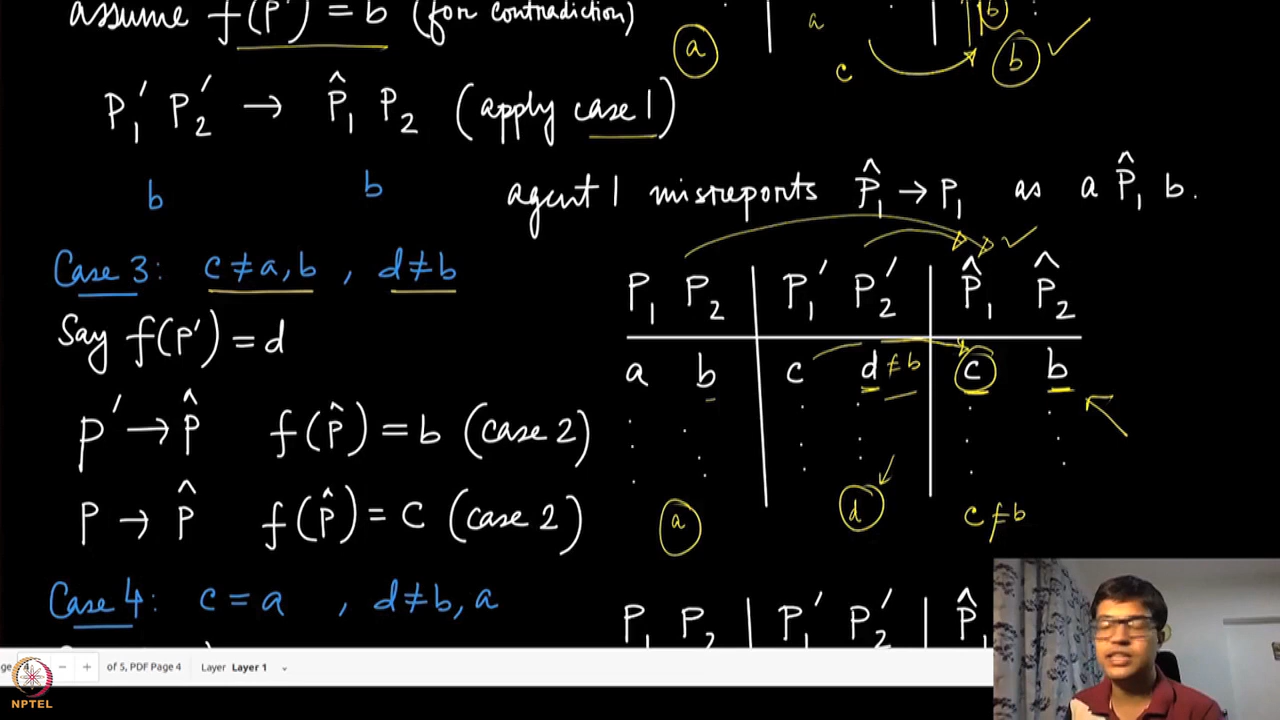 assume f(P') = b (for contradiction)
a
c
b
b ✓
a
P₁' P₂' → P̂₁ P₂ (apply case 1)
b b
agent 1 misreports P̂₁ → P₁ as a P̂₁ b.
Case 3: c ≠ a, b , d ≠ b
Say f(P') = d
P' → P̂ f(P̂) = b (case 2)
P → P̂ f(P̂) = c (case 2)
P₁ P₂ | P₁' P₂' | P̂₁ P̂₂ ✓
a b | c d ≠ b | c b
a d c ≠ b
Case 4: c = a , d ≠ b, a
P₁ P₂ | P₁' P₂' | P̂₁
age 4 of 5, PDF Page 4 Layer Layer 1
NPTEL